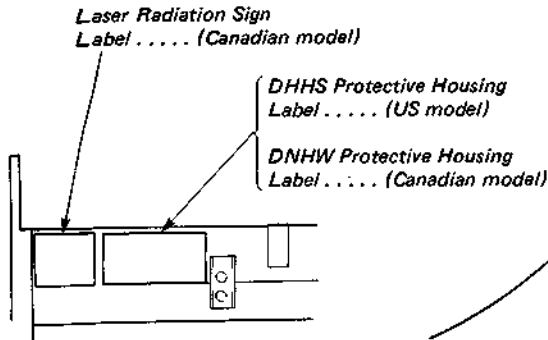 Laser Radiation Sign
Label ..... (Canadian model)
DHHS Protective Housing
Label ..... (US model)
DNHW Protective Housing
Label ..... (Canadian model)